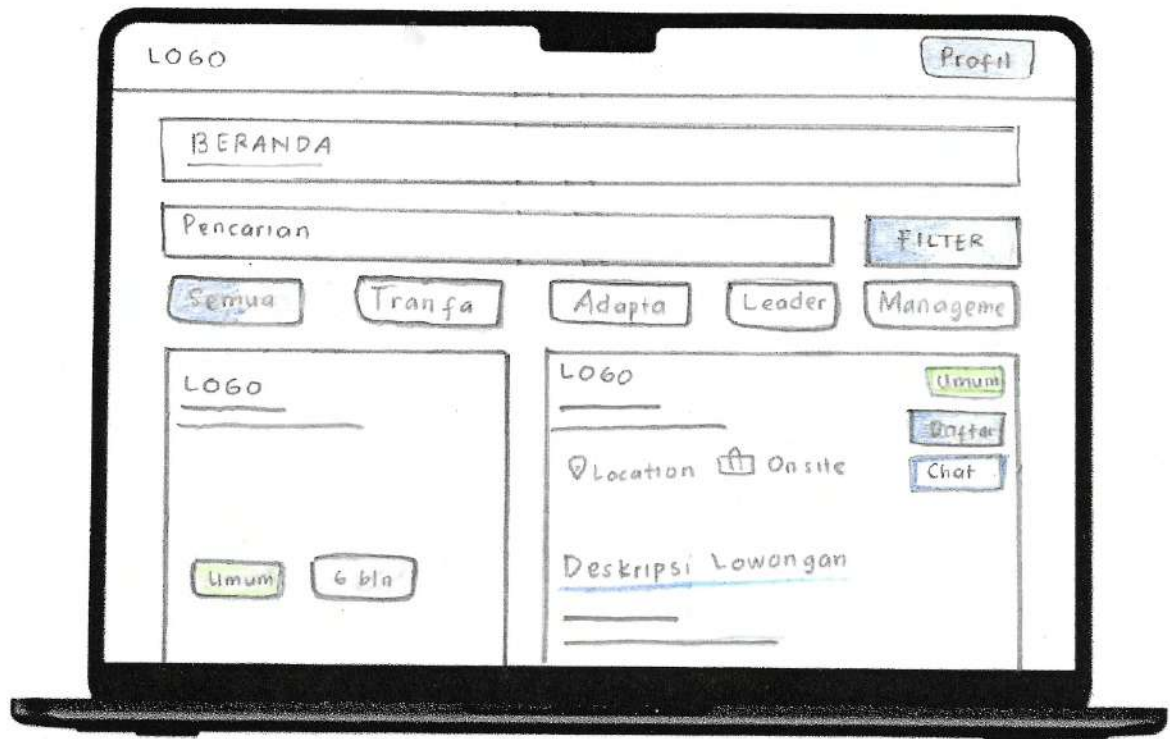 LOGO
Profil
BERANDA
Pencarian
FILTER
Semua
Tranfa
Adapta
Leader
Manageme
LOGO
Umum
6 bln
LOGO
Umum
Daftar
Location
Onsite
Chat
Deskripsi Lowongan